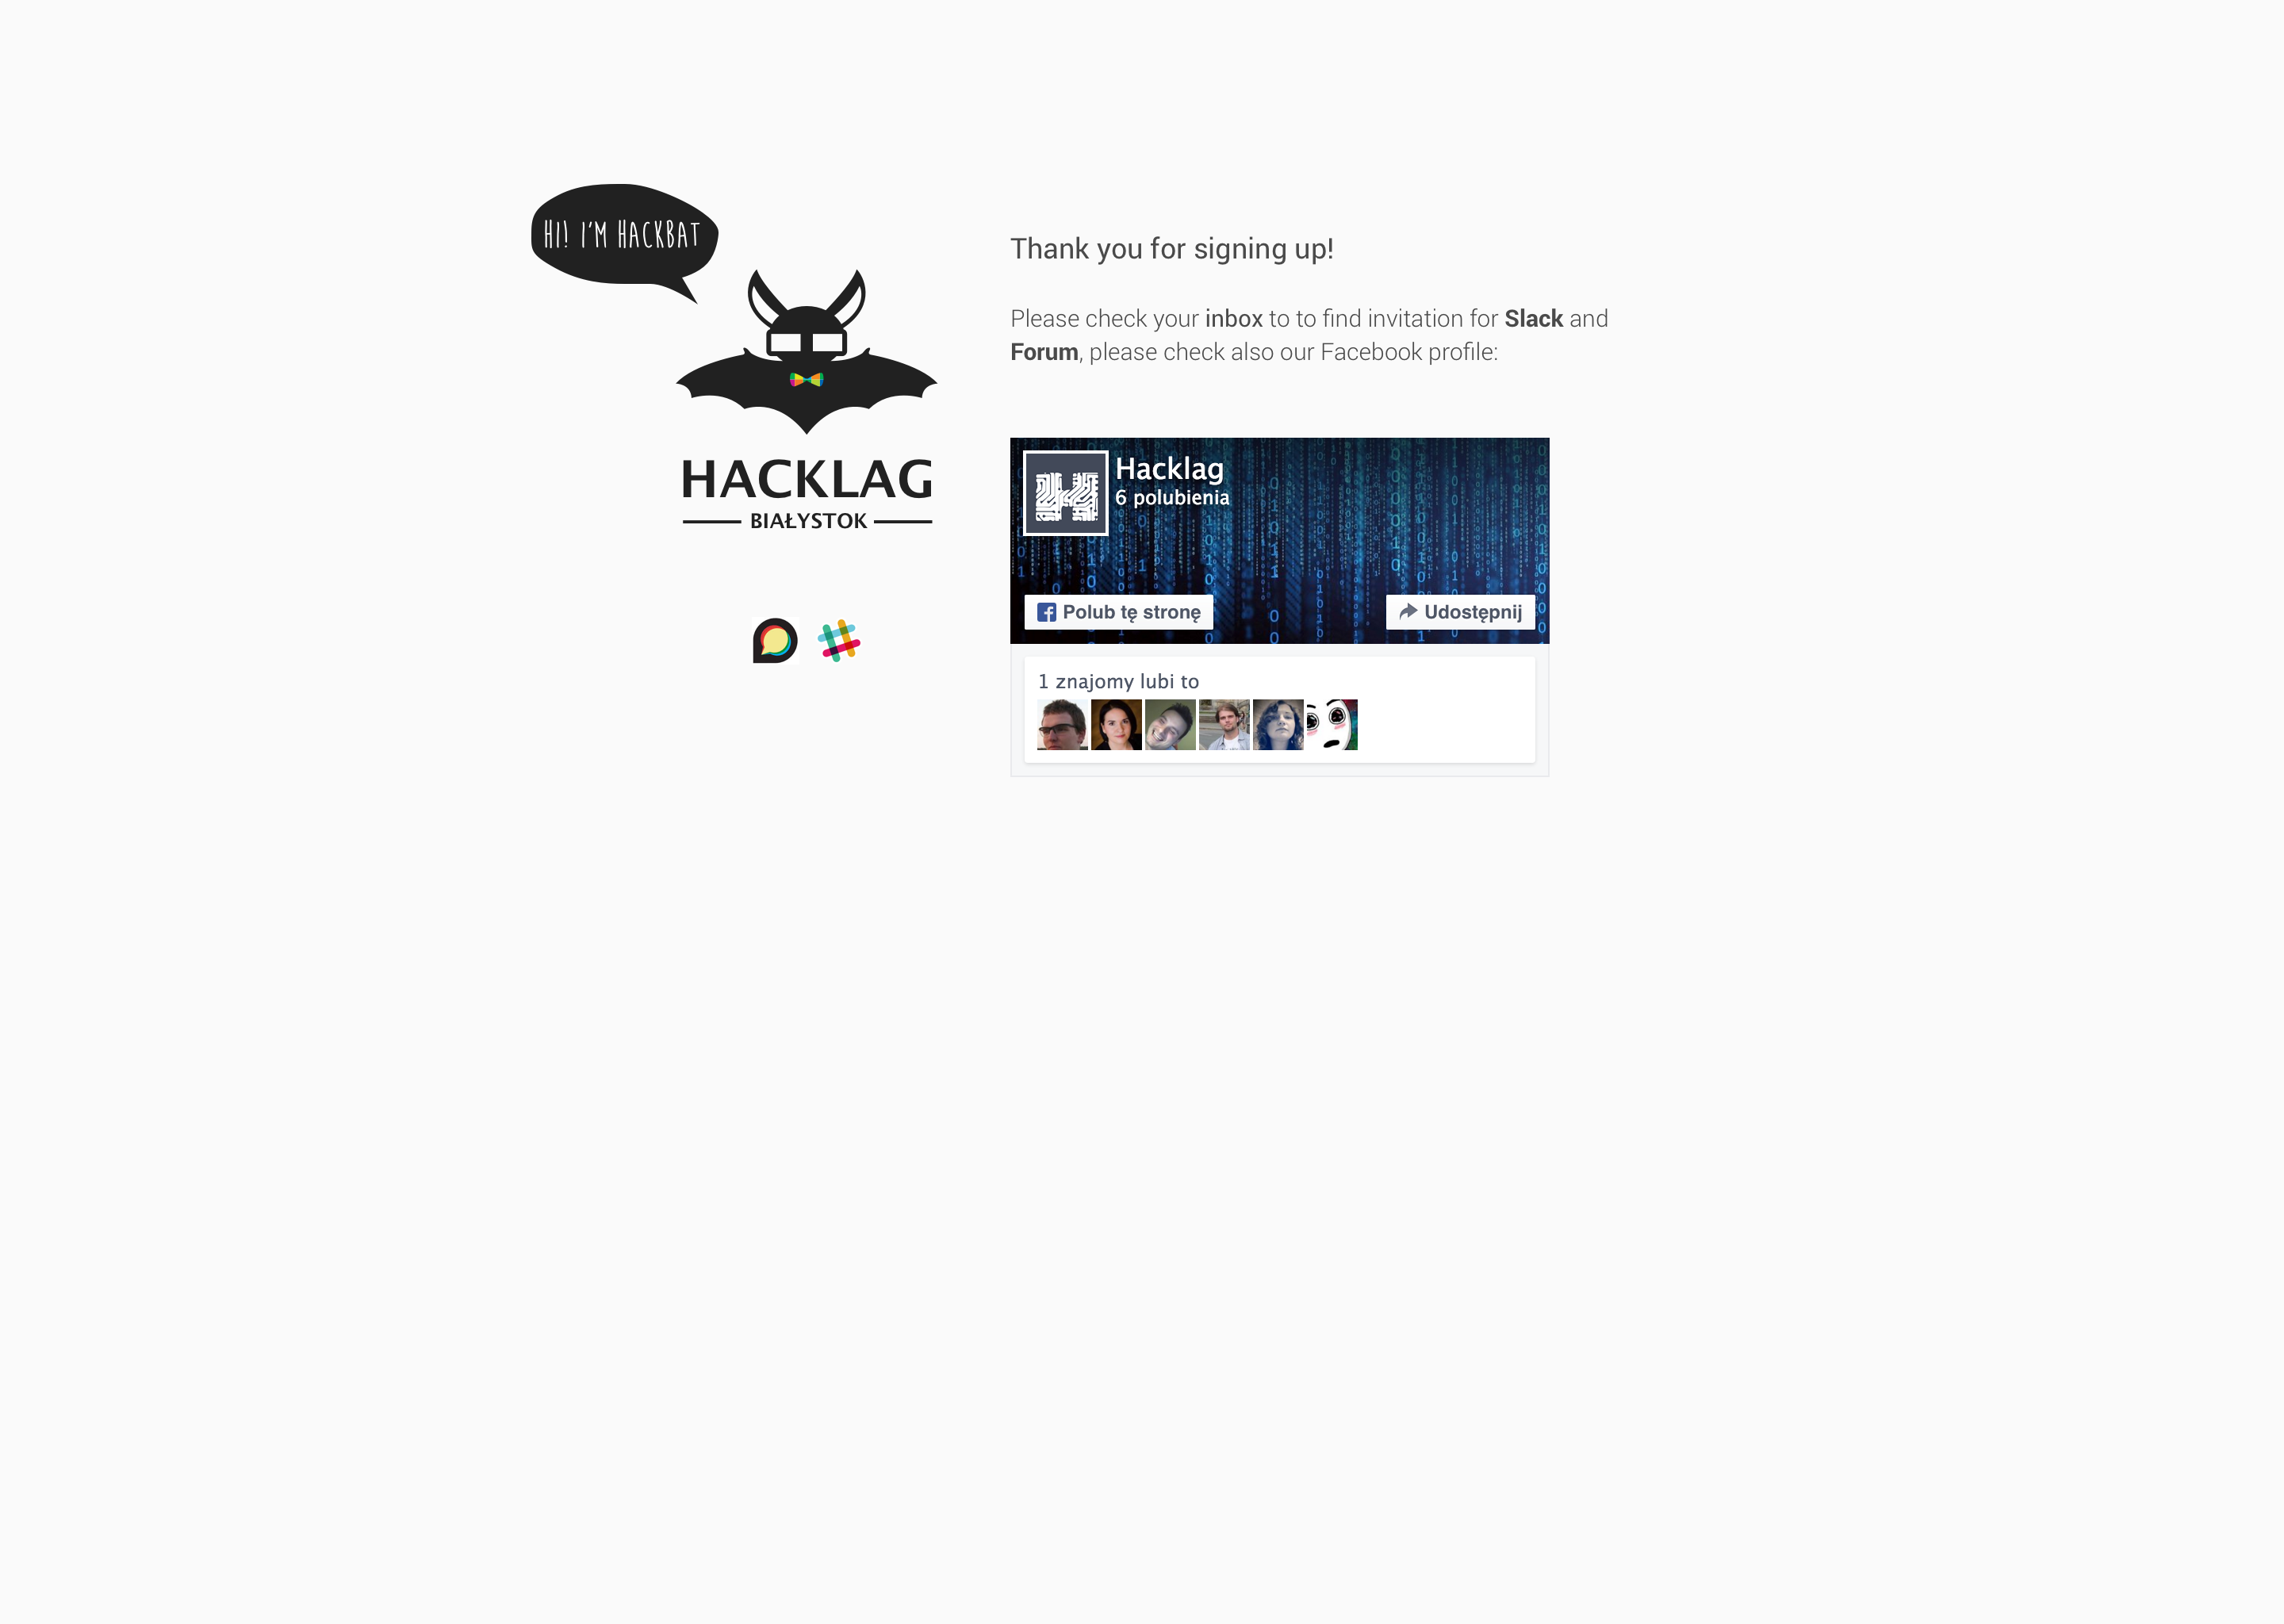 HI! I'M HACKBAT
HACKLAG
BIAŁYSTOK
Thank you for signing up!
Please check your inbox to to find invitation for Slack and
Forum, please check also our Facebook profile:
Hacklag
6 polubienia
Polub tę stronę
Udostępnij
1 znajomy lubi to